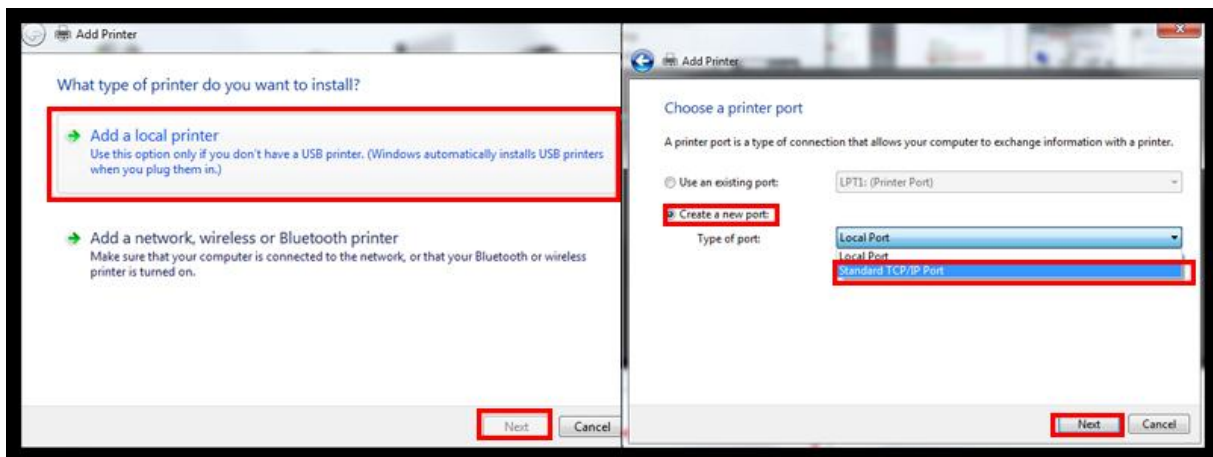 Add Printer
What type of printer do you want to install?
Add a local printer
Use this option only if you don't have a USB printer. (Windows automatically installs USB printers
when you plug them in.)
Add a network, wireless or Bluetooth printer
Make sure that your computer is connected to the network, or that your Bluetooth or wireless
printer is turned on.
Next Cancel
Add Printer
Choose a printer port
A printer port is a type of connection that allows your computer to exchange information with a printer.
Use an existing port: LPT1: (Printer Port)
Create a new port:
Type of port: Local Port
Local Port
Standard TCP/IP Port
Next Cancel